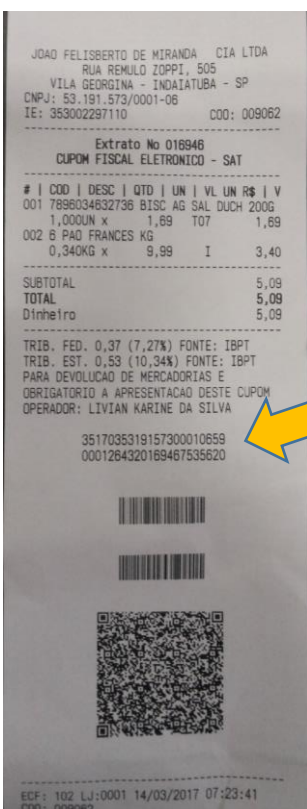 JOAO FELISBERTO DE MIRANDA CIA LTDA
RUA REMULO ZOPPI, 505
VILA GEORGINA - INDAIATUBA - SP
CNPJ: 53.191.573/0001-06
IE: 353002297110 COO: 009062
Extrato No 016946
CUPOM FISCAL ELETRONICO - SAT
# | COD | DESC | QTD | UN | VL UN R$ | V
001 7896034632736 BISC AG SAL DUCH 200G
1,000UN x 1,69 T07 1,69
002 6 PAO FRANCES KG
0,340KG x 9,99 I 3,40
SUBTOTAL 5,09
TOTAL 5,09
Dinheiro 5,09
TRIB. FED. 0,37 (7,27%) FONTE: IBPT
TRIB. EST. 0,53 (10,34%) FONTE: IBPT
PARA DEVOLUCAO DE MERCADORIAS E
OBRIGATORIO A APRESENTACAO DESTE CUPOM
OPERADOR: LIVIAN KARINE DA SILVA
3517035319157300010659
0001264320169467535620
ECF: 102 LJ:0001 14/03/2017 07:23:41
COO: 009062